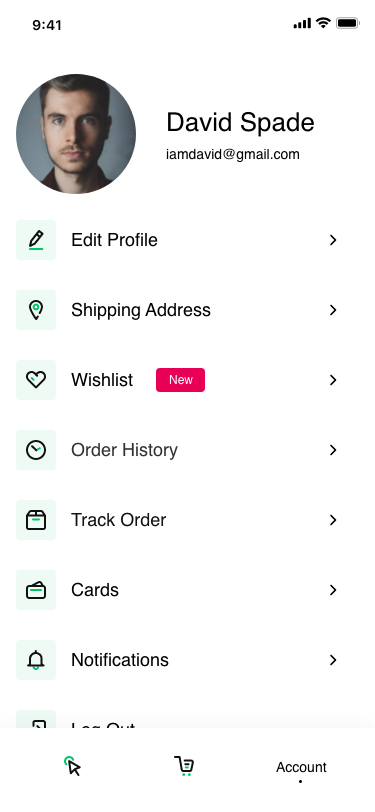 9:41
David Spade
iamdavid@gmail.com
Edit Profile
Shipping Address
Wishlist New
Order History
Track Order
Cards
Notifications
Log Out
Account